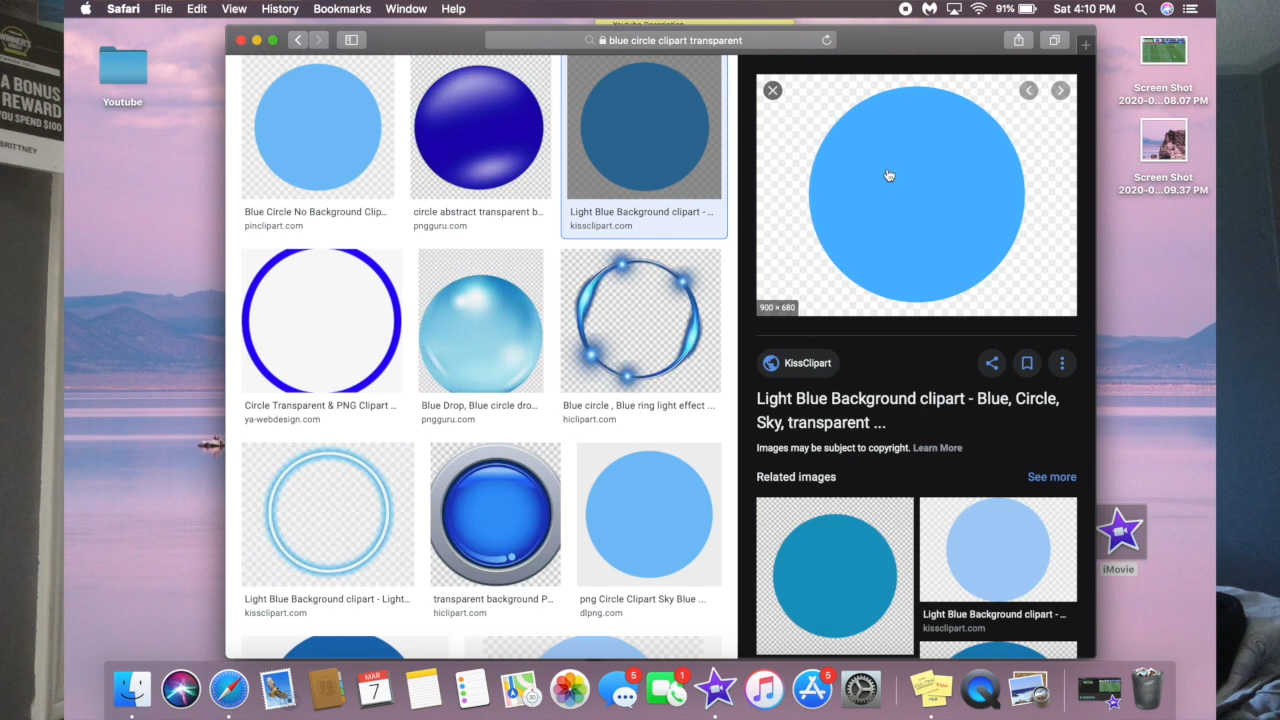 Safari File Edit View History Bookmarks Window Help
91% Sat 4:10 PM
Youtube Description
blue circle clipart transparent
A BONUS
REWARD
YOU SPEND $100
BRITTNEY
Youtube
Screen Shot
2020-0...08.07 PM
Screen Shot
2020-0...09.37 PM
Blue Circle No Background Clip...
pinclipart.com
circle abstract transparent b...
pngguru.com
Light Blue Background clipart - ...
kissclipart.com
900 × 680
KissClipart
Light Blue Background clipart - Blue, Circle,
Sky, transparent ...
Images may be subject to copyright. Learn More
Related images
See more
Circle Transparent & PNG Clipart ...
ya-webdesign.com
Blue Drop, Blue circle dro...
pngguru.com
Blue circle , Blue ring light effect ...
hiclipart.com
Light Blue Background clipart - Light...
kissclipart.com
transparent background P...
hiclipart.com
png Circle Clipart Sky Blue ...
dlpng.com
Light Blue Background clipart - ...
kissclipart.com
iMovie
MAR
7
3D
5
1
5